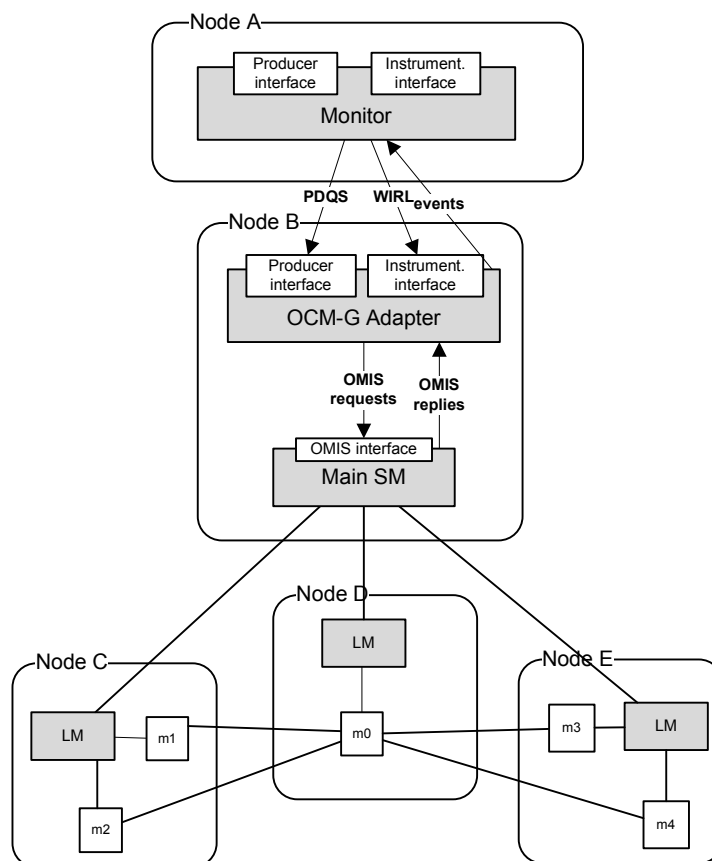 Node A
Producer
interface
Instrument.
interface
Monitor
PDQS
WIRL
events
Node B
Producer
interface
Instrument.
interface
OCM-G Adapter
OMIS
requests
OMIS
replies
OMIS interface
Main SM
Node D
LM
m0
Node C
LM
m1
m2
Node E
m3
LM
m4